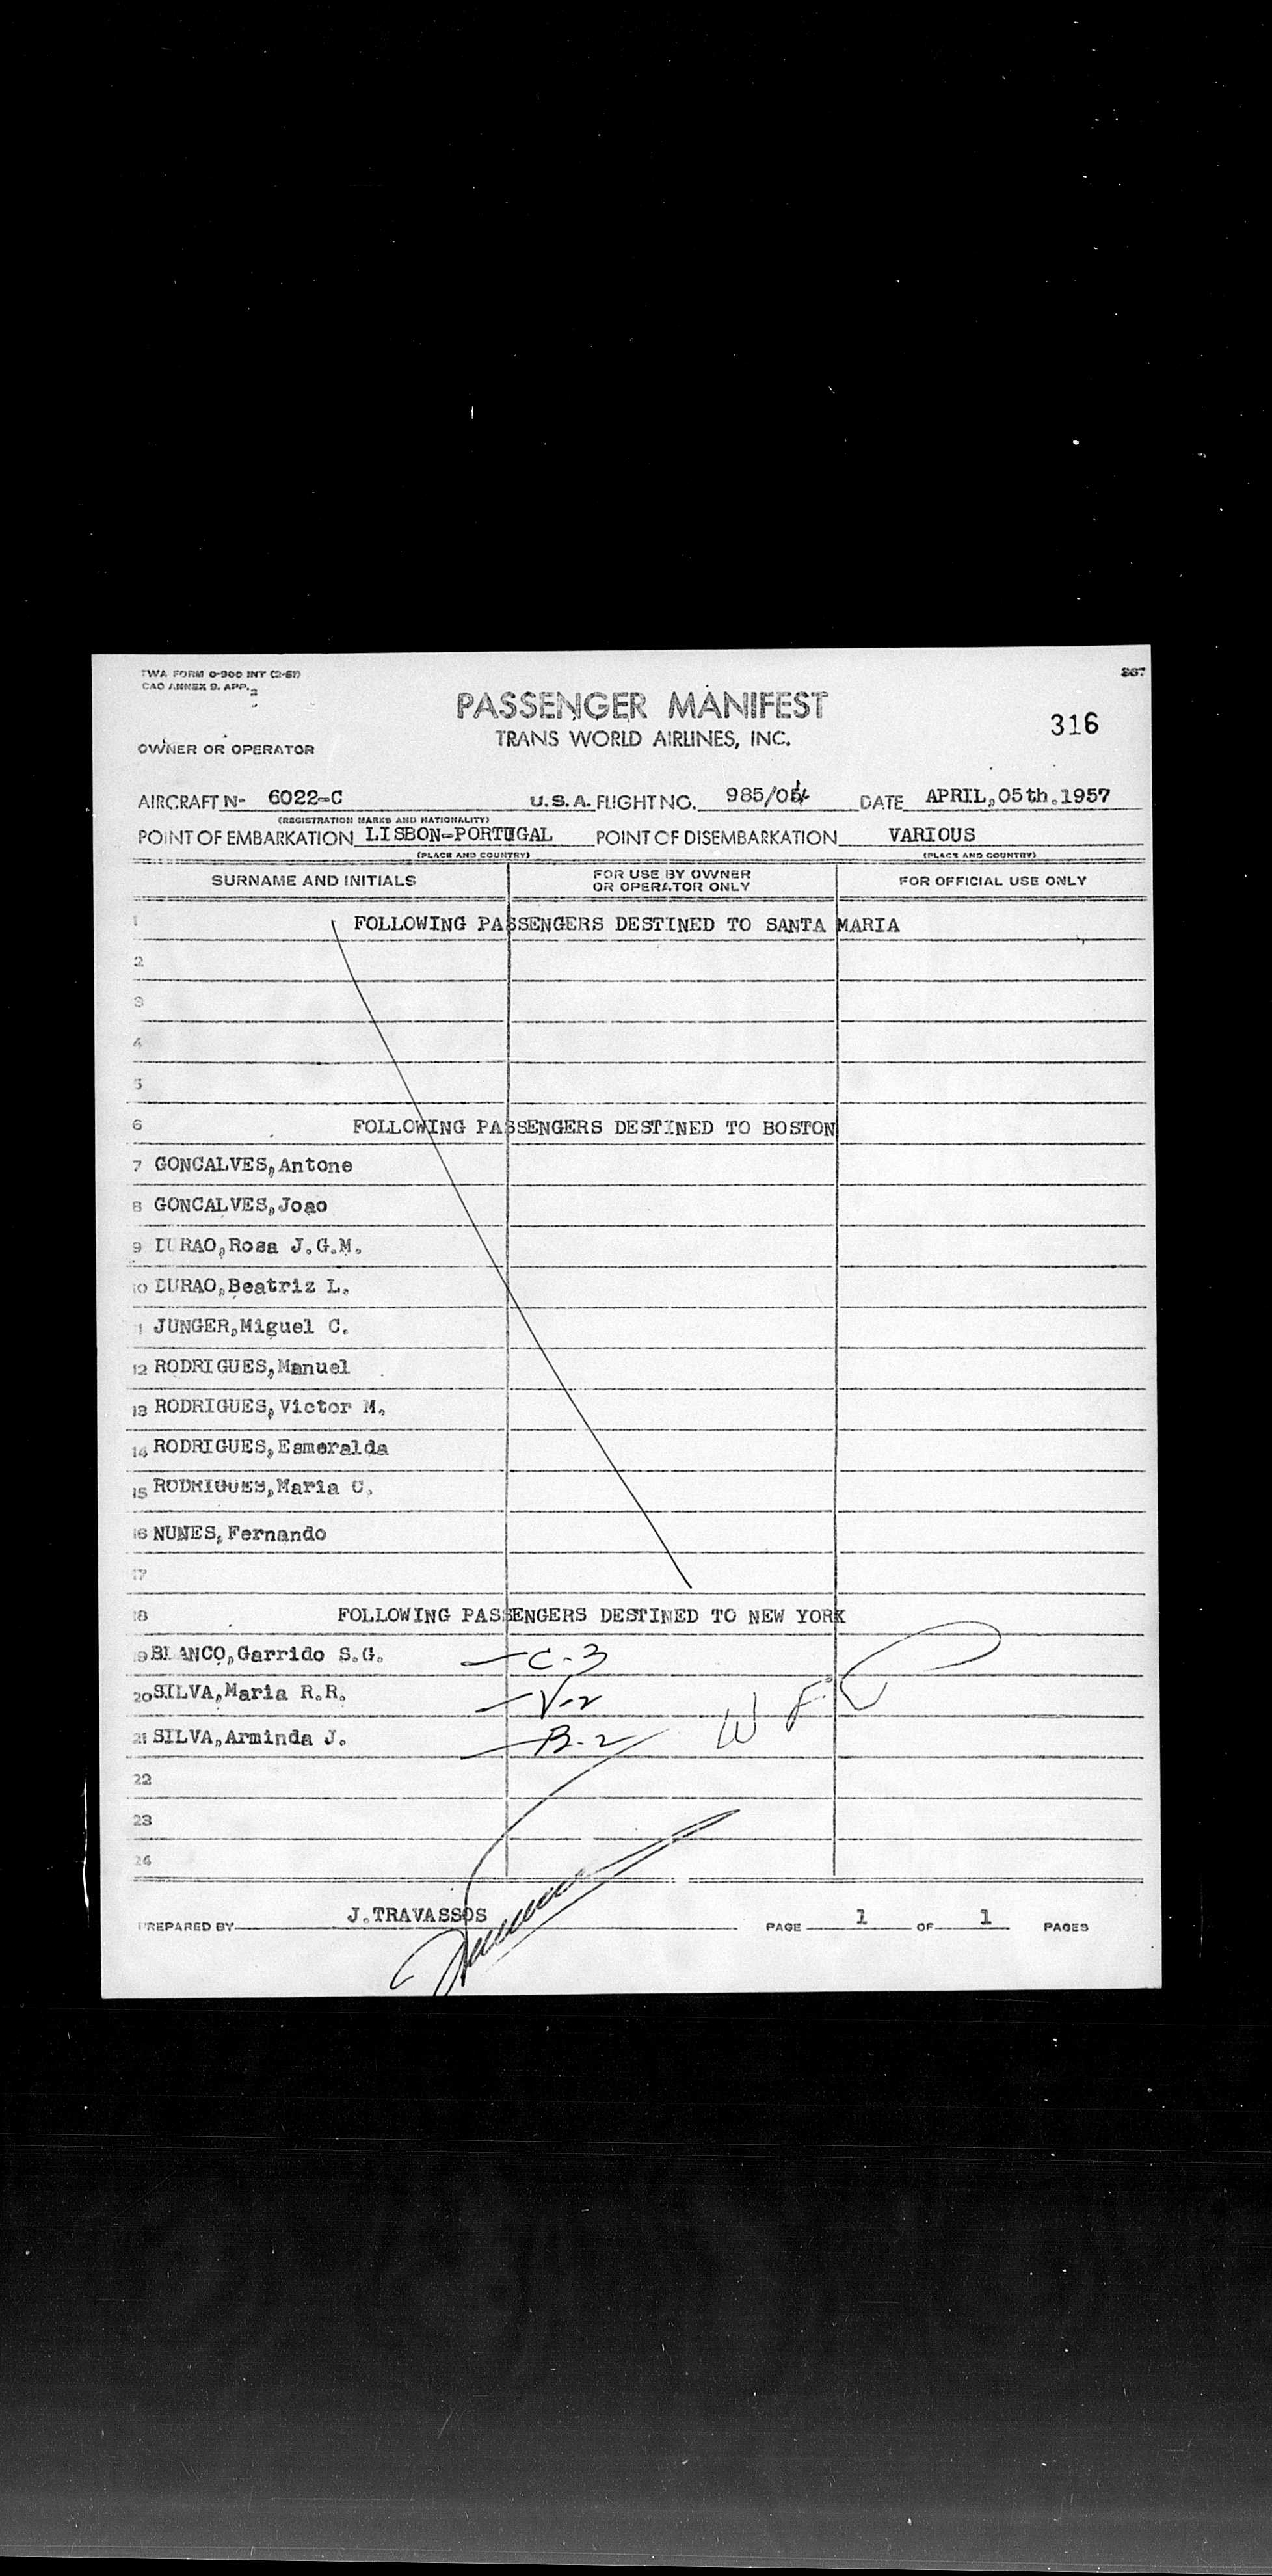 TWA FORM O-300 INT (2-51)
CAO ANNEX 9. APP. 2
367
PASSENGER MANIFEST
316
TRANS WORLD AIRLINES, INC.
OWNER OR OPERATOR
AIRCRAFT N- 6022-C U.S.A. FLIGHT NO. 985/05 DATE APRIL,05th.1957
(REGISTRATION MARKS AND NATIONALITY)
POINT OF EMBARKATION LISBON-PORTUGAL POINT OF DISEMBARKATION VARIOUS
(PLACE AND COUNTRY) (PLACE AND COUNTRY)
SURNAME AND INITIALS FOR USE BY OWNER OR OPERATOR ONLY FOR OFFICIAL USE ONLY
1 FOLLOWING PASSENGERS DESTINED TO SANTA MARIA
2
3
4
5
6 FOLLOWING PASSENGERS DESTINED TO BOSTON
7 GONCALVES,Antone
8 GONCALVES,Joao
9 DURAO,Rosa J.G.M.
10 DURAO,Beatriz L.
11 JUNGER,Miguel C.
12 RODRIGUES,Manuel
13 RODRIGUES,Victor M.
14 RODRIGUES,Esmeralda
15 RODRIGUES,Maria C.
16 NUNES,Fernando
17
18 FOLLOWING PASSENGERS DESTINED TO NEW YORK
19 BLANCO,Garrido S.G. - C-3
20 SILVA,Maria R.R. - V-2
21 SILVA,Arminda J. - B-2
22
23
24
PREPARED BY J.TRAVASSOS PAGE 1 OF 1 PAGES